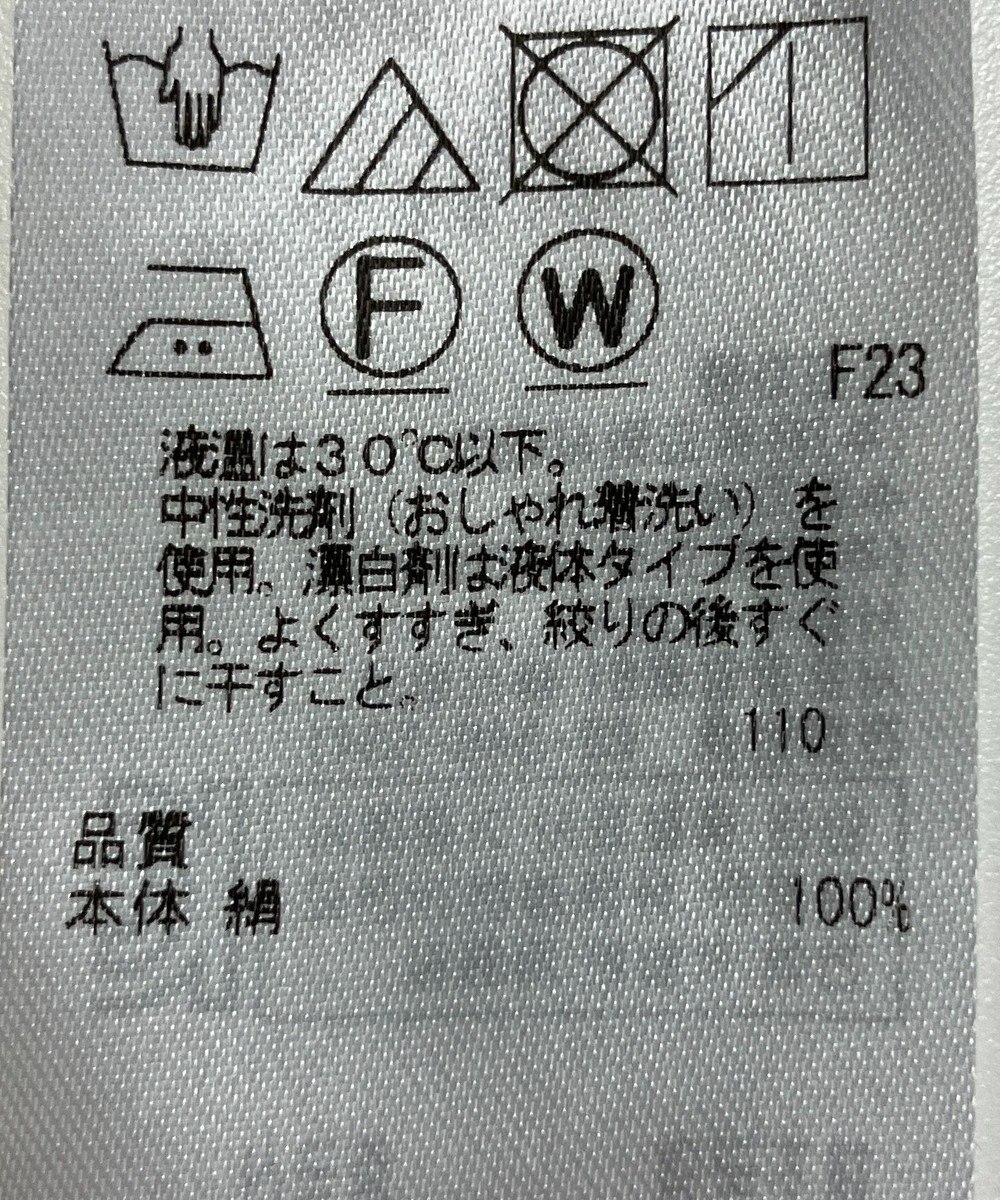 F
W
F23
液温は30℃以下。
中性洗剤（おしゃれ着洗い）を
使用。漂白剤は液体タイプを使
用。よくすすぎ、絞りの後すぐ
に干すこと。
110
品質
本体 絹 100%